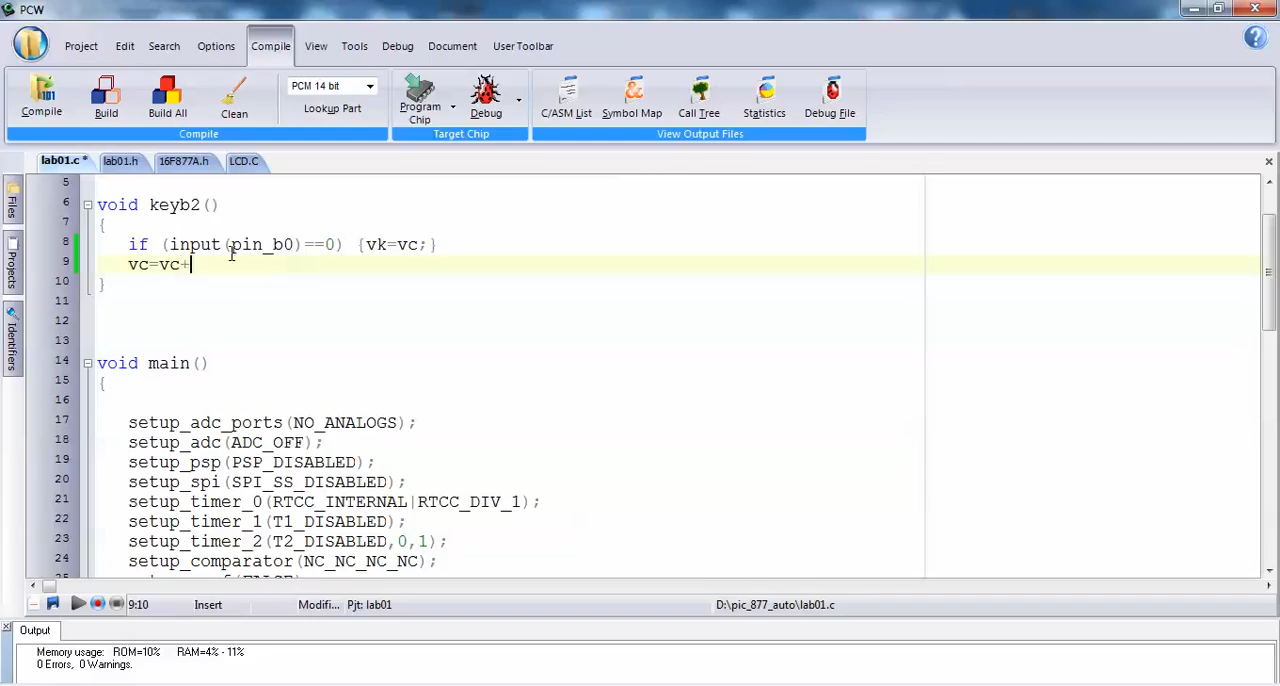 PCW
Project Edit Search Options Compile View Tools Debug Document User Toolbar
Compile Build Build All Clean PCM 14 bit Lookup Part Program Chip Debug C/ASM List Symbol Map Call Tree Statistics Debug File
Compile Target Chip View Output Files
lab01.c * lab01.h 16F877A.h LCD.C
Files
Projects
Identifiers
5
6 void keyb2()
7 {
8 if (input(pin_b0)==0) {vk=vc;}
9 vc=vc+
10 }
11
12
13
14 void main()
15 {
16
17 setup_adc_ports(NO_ANALOGS);
18 setup_adc(ADC_OFF);
19 setup_psp(PSP_DISABLED);
20 setup_spi(SPI_SS_DISABLED);
21 setup_timer_0(RTCC_INTERNAL|RTCC_DIV_1);
22 setup_timer_1(T1_DISABLED);
23 setup_timer_2(T2_DISABLED,0,1);
24 setup_comparator(NC_NC_NC_NC);
9:10 Insert Modifi... Pjt: lab01 D:\pic_877_auto\lab01.c
Output
Memory usage: ROM=10% RAM=4% - 11%
0 Errors, 0 Warnings.